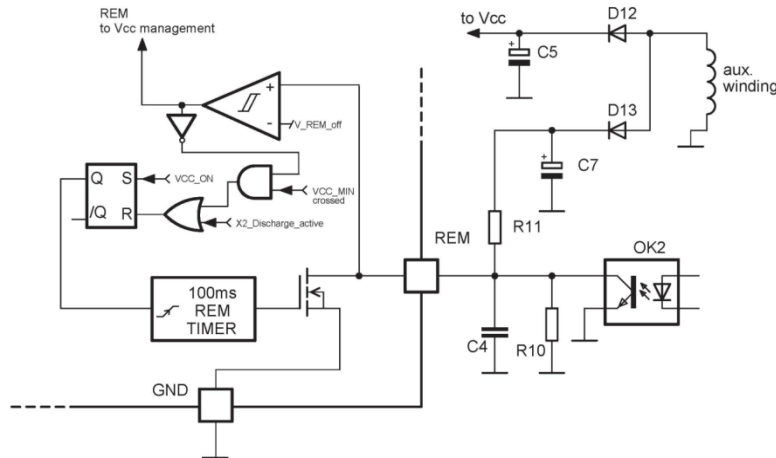 REM
to Vcc management
to Vcc
D12
C5
aux.
winding
D13
+
-
V_REM_off
C7
Q
S
VCC_ON
/Q
R
VCC_MIN
crossed
X2_Discharge_active
R11
REM
OK2
100ms
REM
TIMER
C4
R10
GND
+
+